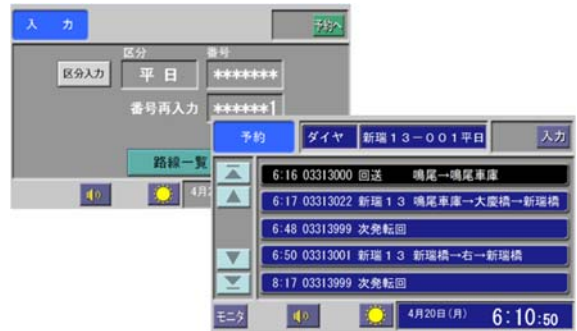 入 力
予約へ
区分 番号
区分入力 平 日 *******
番号再入力 ******1
路線一覧
4月2
予約 ダイヤ 新瑞13-001平日 入力
6:16 03313000 回送 鳴尾→鳴尾車庫
6:17 03313022 新瑞13 鳴尾車庫→大慶橋→新瑞橋
6:48 03313999 次発転回
6:50 03313001 新瑞13 新瑞橋→右→新瑞橋
8:17 03313999 次発転回
モニタ 4月20日(月) 6:10:50